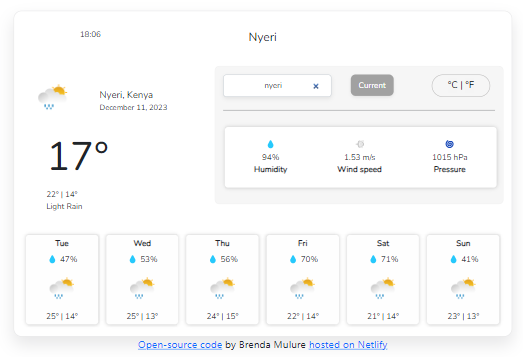 18:06
Nyeri
Nyeri, Kenya
December 11, 2023
17°
22° | 14°
Light Rain
nyeri ×
Current
°C | °F
94%
Humidity
1.53 m/s
Wind speed
1015 hPa
Pressure
Tue
47%
25° | 14°
Wed
53%
25° | 13°
Thu
56%
24° | 15°
Fri
70%
22° | 14°
Sat
71%
21° | 14°
Sun
41%
23° | 13°
Open-source code by Brenda Mulure hosted on Netlify